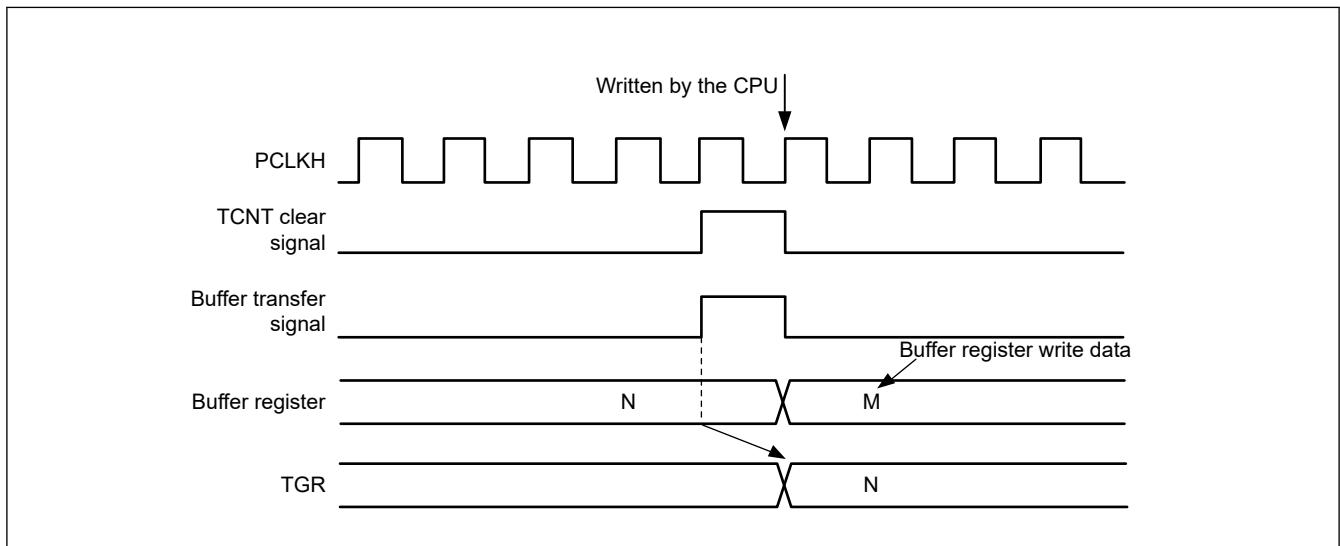 Written by the CPU
PCLKH
TCNT clear
signal
Buffer transfer
signal
Buffer register write data
Buffer register
N
M
TGR
N